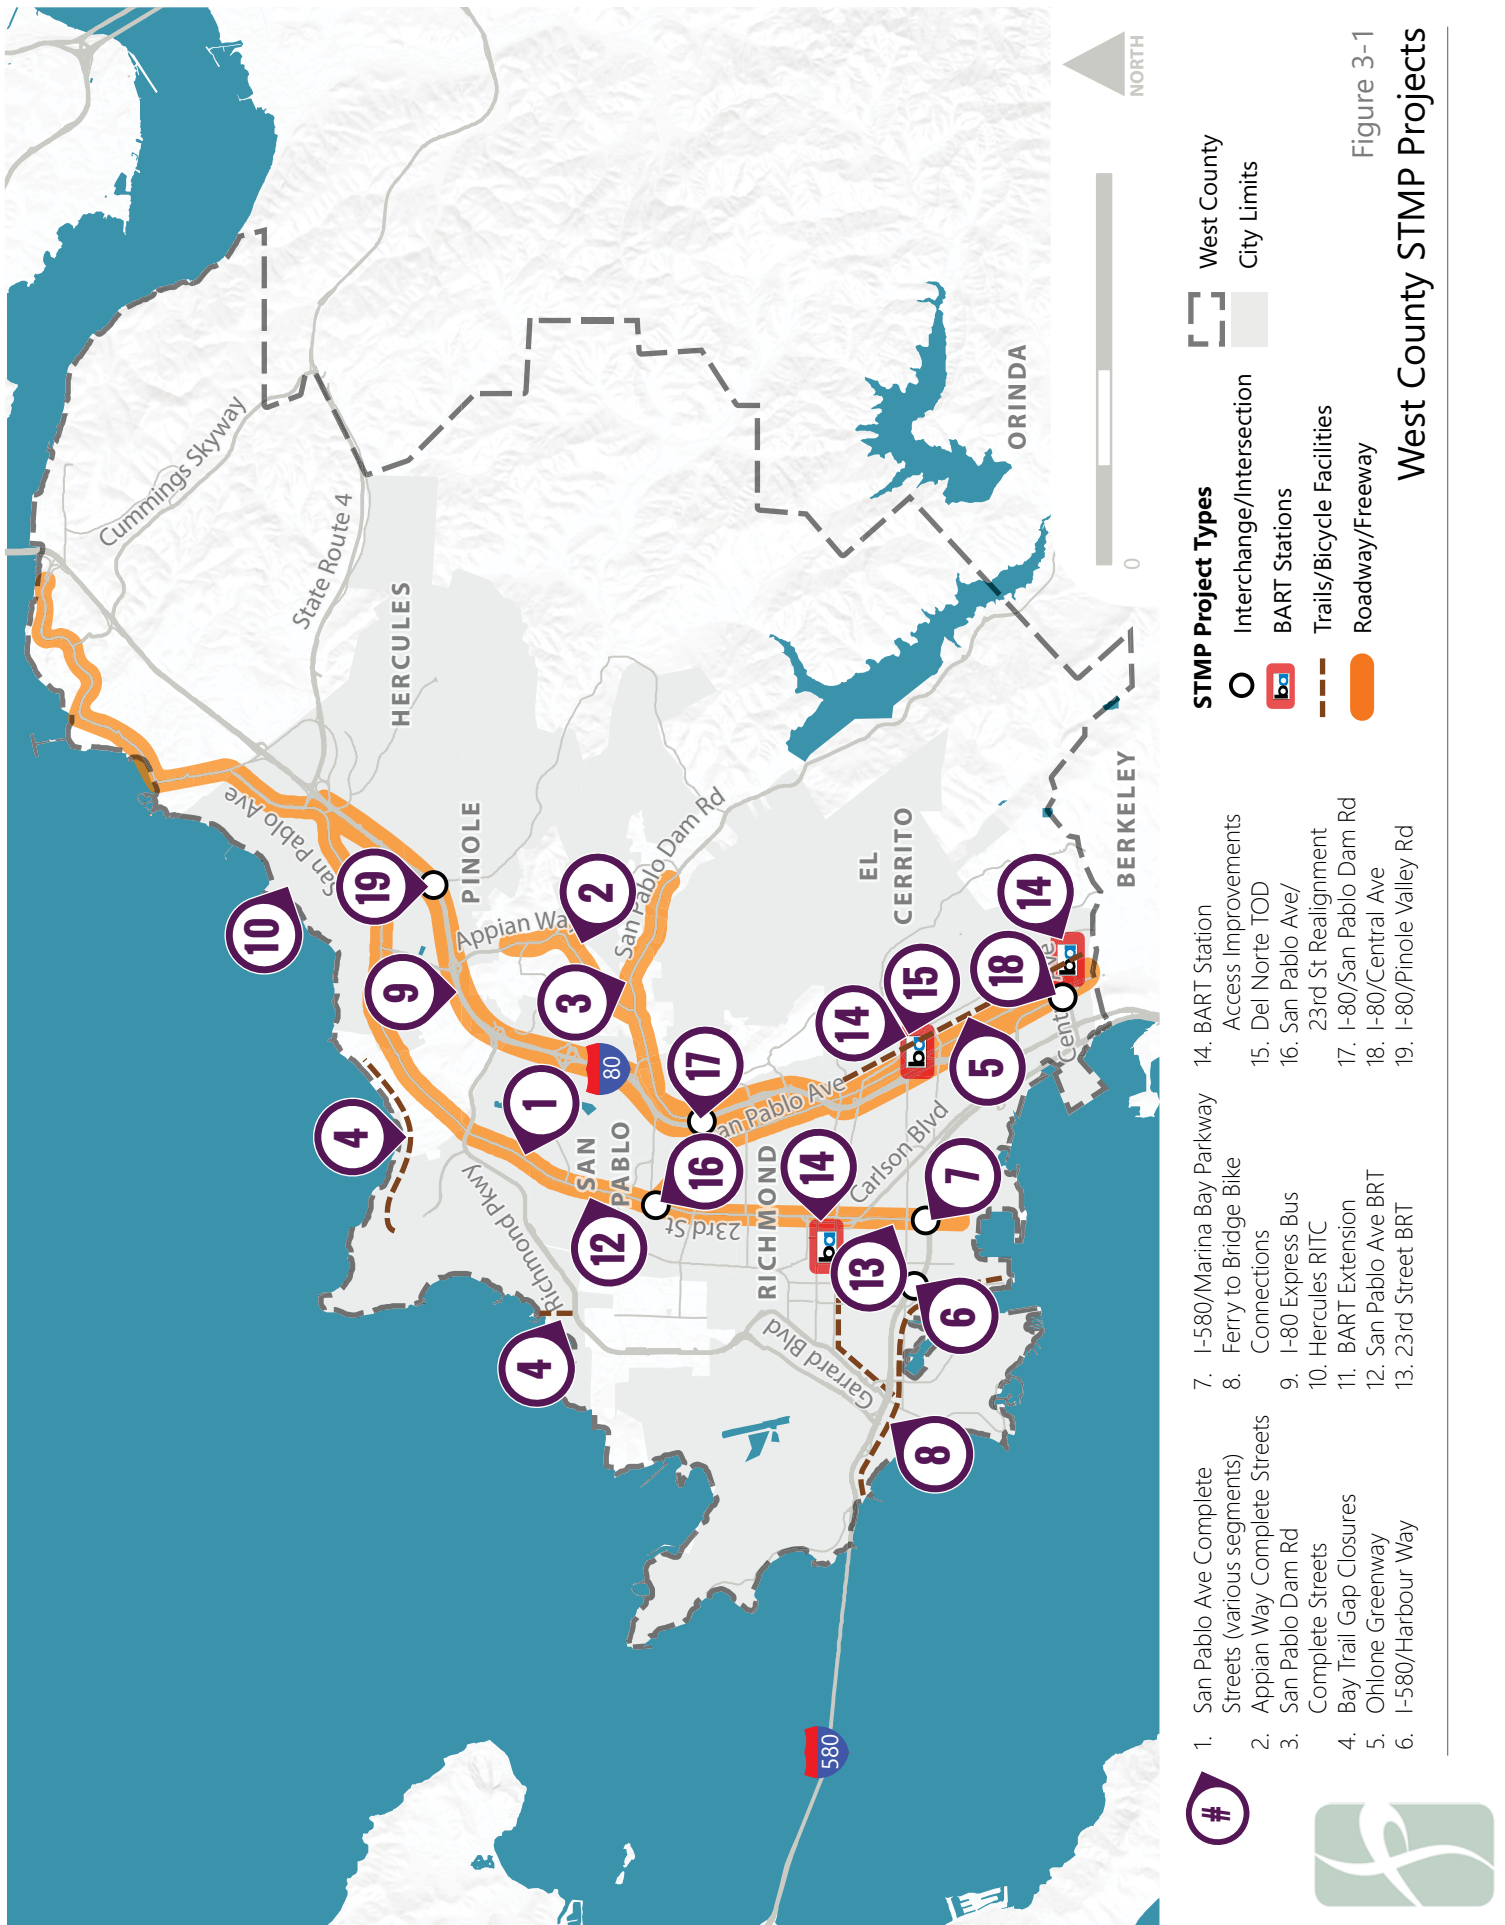 Cummings Skyway
State Route 4
HERCULES
San Pablo Ave
PINOLE
Appian Wa
San Pablo Dam Rd
ORINDA
EL
CERRITO
BERKELEY
SAN
PABLO
RICHMOND
Richmond Pkwy
Richmond
23rd St
an Pablo Ave
Carlson Blvd
Garrard Blvd
Cent
Ave
80
580
ba
ba
ba
10
19
9
2
3
4
1
17
16
12
4
14
15
14
18
14
5
7
13
6
8
NORTH
0
#
1. San Pablo Ave Complete
Streets (various segments)
2. Appian Way Complete Streets
3. San Pablo Dam Rd
Complete Streets
4. Bay Trail Gap Closures
5. Ohlone Greenway
6. I-580/Harbour Way
7. I-580/Marina Bay Parkway
8. Ferry to Bridge Bike
Connections
9. I-80 Express Bus
10. Hercules RITC
11. BART Extension
12. San Pablo Ave BRT
13. 23rd Street BRT
14. BART Station
Access Improvements
15. Del Norte TOD
16. San Pablo Ave/
23rd St Realignment
17. I-80/San Pablo Dam Rd
18. I-80/Central Ave
19. I-80/Pinole Valley Rd
STMP Project Types
Interchange/Intersection
ba
BART Stations
Trails/Bicycle Facilities
Roadway/Freeway
West County
City Limits
Figure 3-1
West County STMP Projects